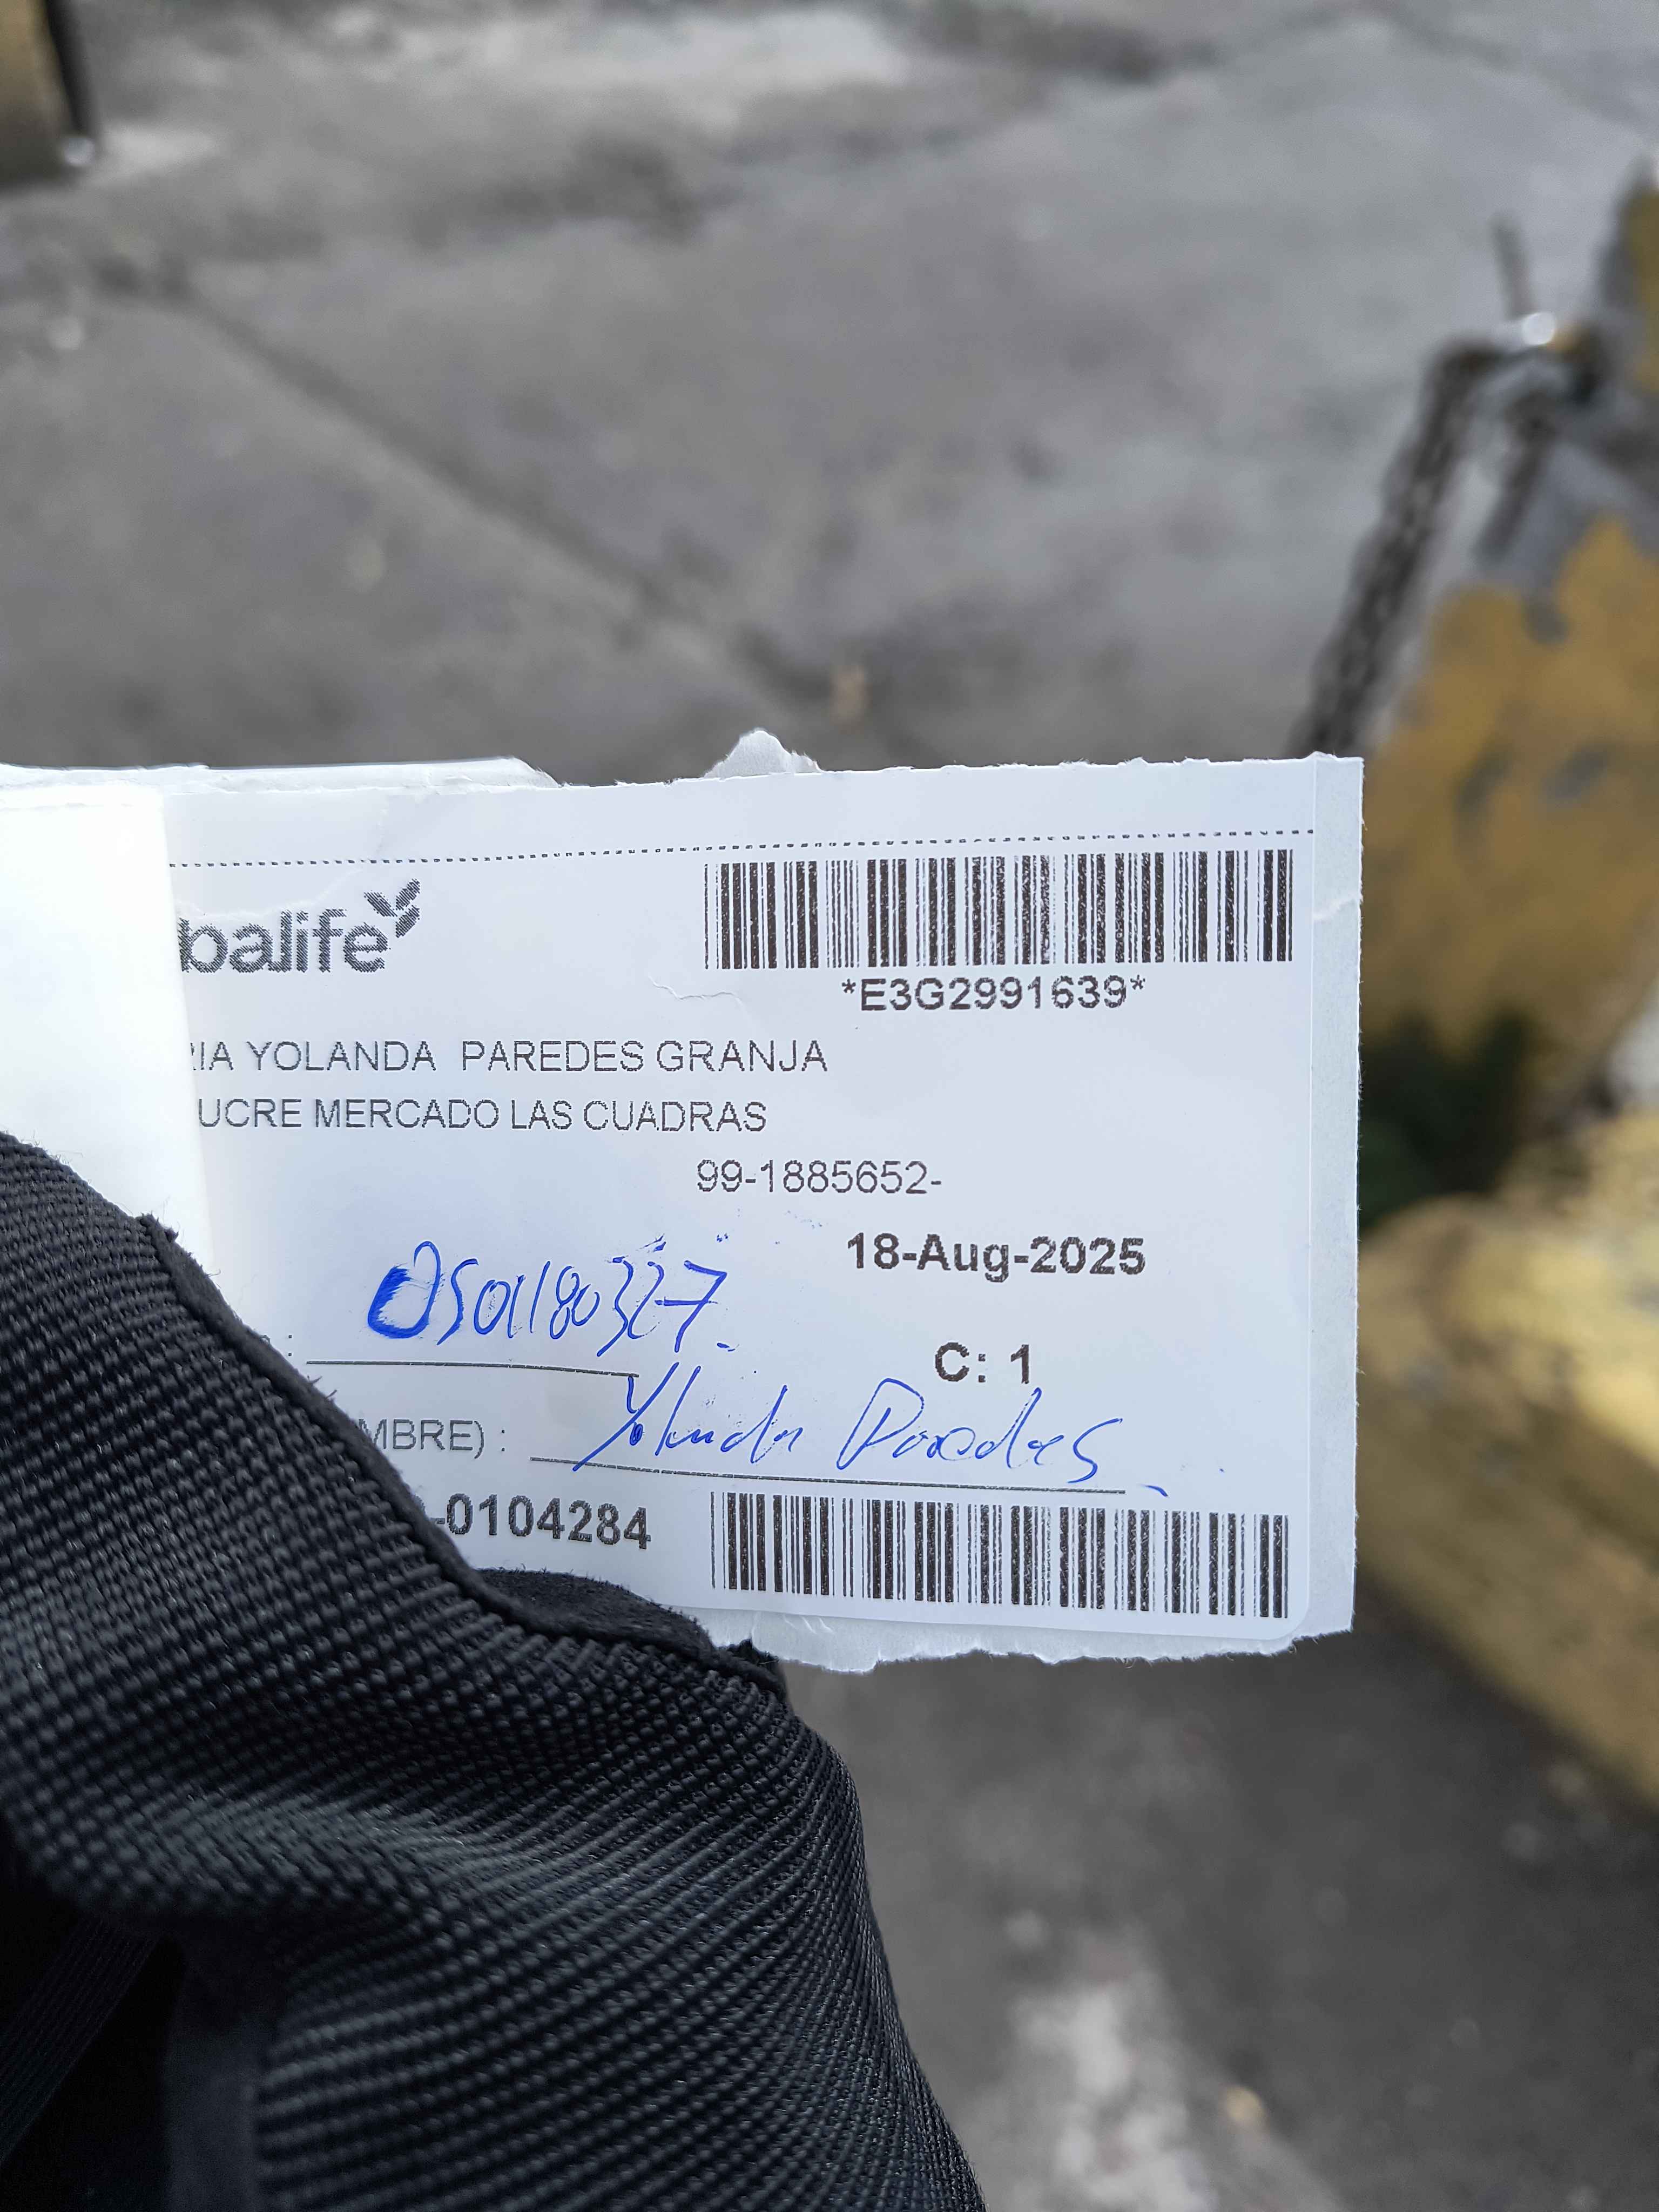 balife
*E3G2991639*
RIA YOLANDA PAREDES GRANJA
UCRE MERCADO LAS CUADRAS
99-1885652-
18-Aug-2025
0501180327
:
C: 1
MBRE) : Yolanda Paredes
-0104284